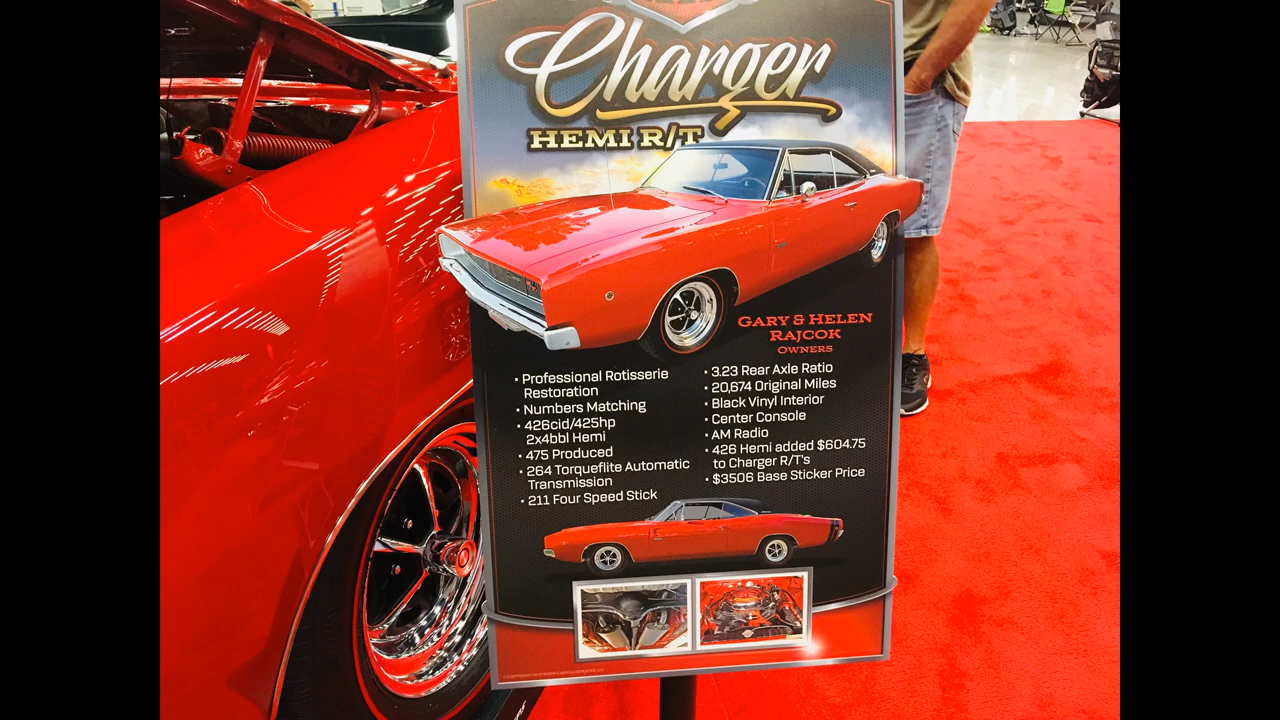 Charger
HEMI R/T
GARY & HELEN
RAJCOK
OWNERS
• Professional Rotisserie
Restoration
• Numbers Matching
• 426cid/425hp
2x4bbl Hemi
• 475 Produced
• 264 Torqueflite Automatic
Transmission
• 211 Four Speed Stick
• 3.23 Rear Axle Ratio
• 20,674 Original Miles
• Black Vinyl Interior
• Center Console
• AM Radio
• 426 Hemi added $604.75
to Charger R/T's
• $3506 Base Sticker Price